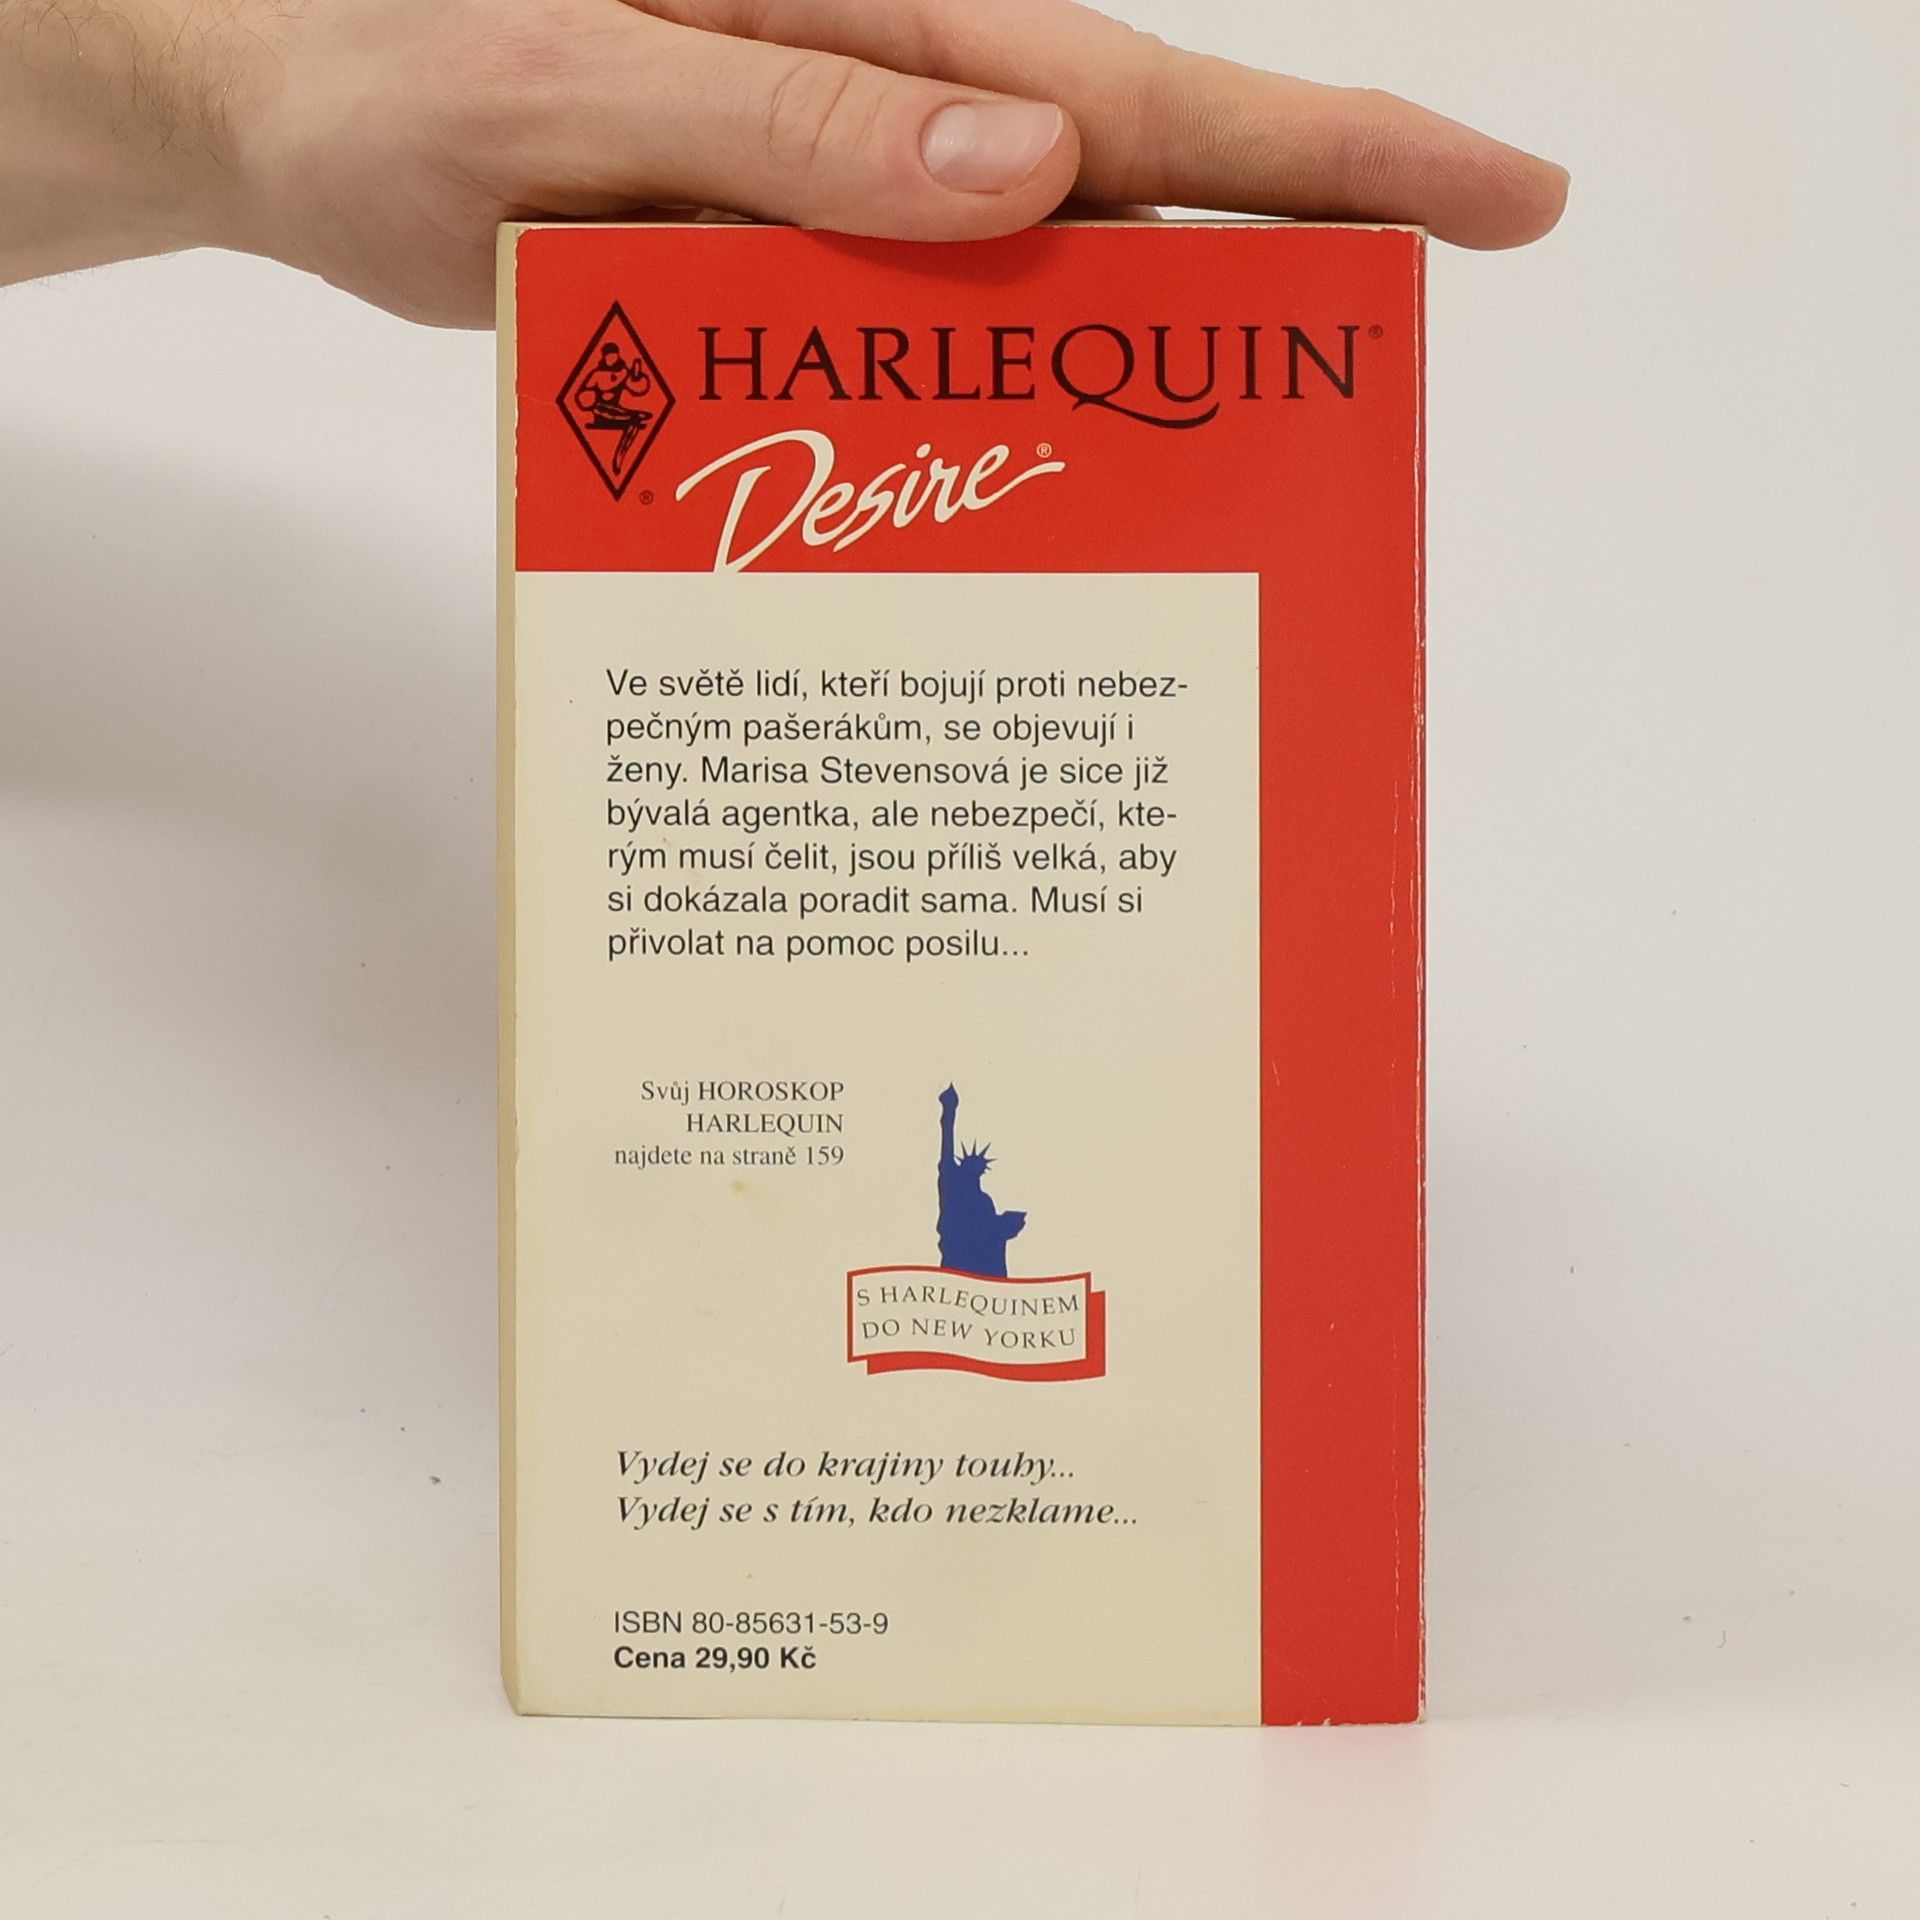 HARLEQUIN®
Desire®
®
Ve světě lidí, kteří bojují proti nebez-
pečným pašerákům, se objevují i
ženy. Marisa Stevensová je sice již
bývalá agentka, ale nebezpečí, kte-
rým musí čelit, jsou příliš velká, aby
si dokázala poradit sama. Musí si
přivolat na pomoc posilu...
Svůj HOROSKOP
HARLEQUIN
najdete na straně 159
S HARLEQUINEM
DO NEW YORKU
Vydej se do krajiny touhy...
Vydej se s tím, kdo nezklame...
ISBN 80-85631-53-9
Cena 29,90 Kč